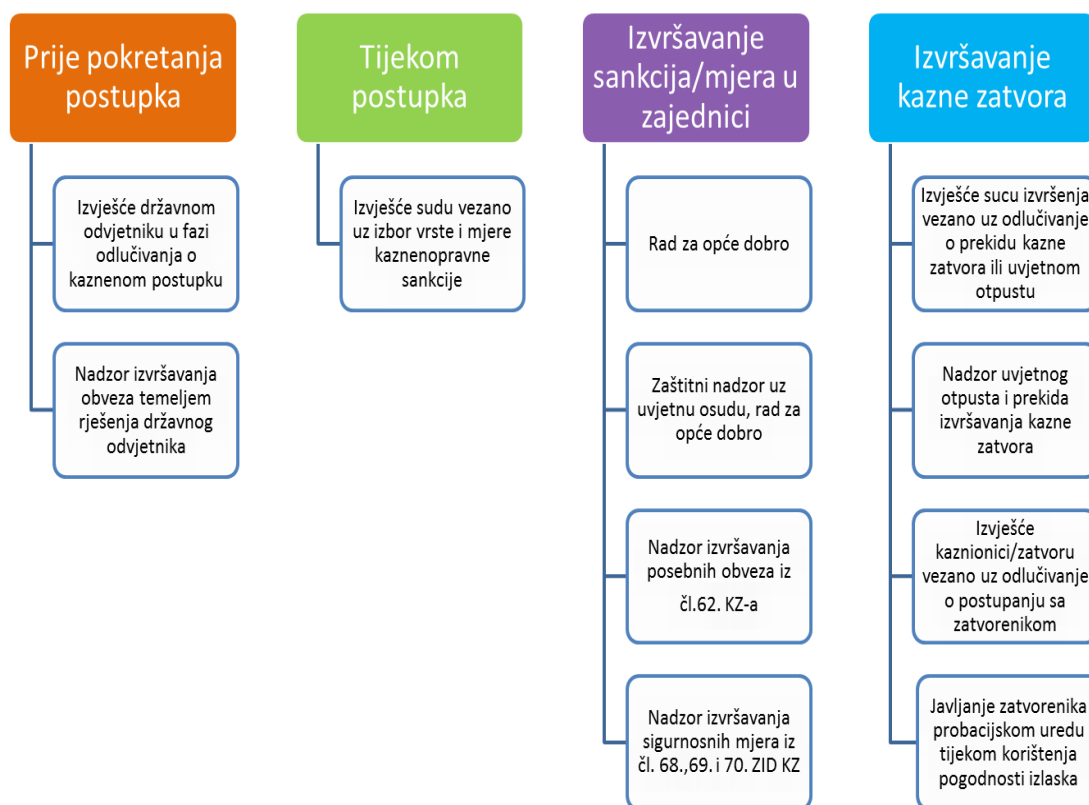 Prije pokretanja
postupka
Izvješće državnom
odvjetniku u fazi
odlučivanja o
kaznenom postupku
Nadzor izvršavanja
obveza temeljem
rješenja državnog
odvjetnika
Tijekom
postupka
Izvješće sudu vezano
uz izbor vrste i mjere
kaznenopravne
sankcije
Izvršavanje
sankcija/mjera u
zajednici
Rad za opće dobro
Zaštitni nadzor uz
uvjetnu osudu, rad za
opće dobro
Nadzor izvršavanja
posebnih obveza iz
čl.62. KZ-a
Nadzor izvršavanja
sigurnosnih mjera iz
čl. 68.,69. i 70. ZID KZ
Izvršavanje
kazne zatvora
Izvješće sucu izvršenja
vezano uz odlučivanje
o prekidu kazne
zatvora ili uvjetnom
otpustu
Nadzor uvjetnog
otpusta i prekida
izvršavanja kazne
zatvora
Izvješće
kaznionici/zatvoru
vezano uz odlučivanje
o postupanju sa
zatvorenikom
Javljanje zatvorenika
probacijskom uredu
tijekom korištenja
pogodnosti izlaska